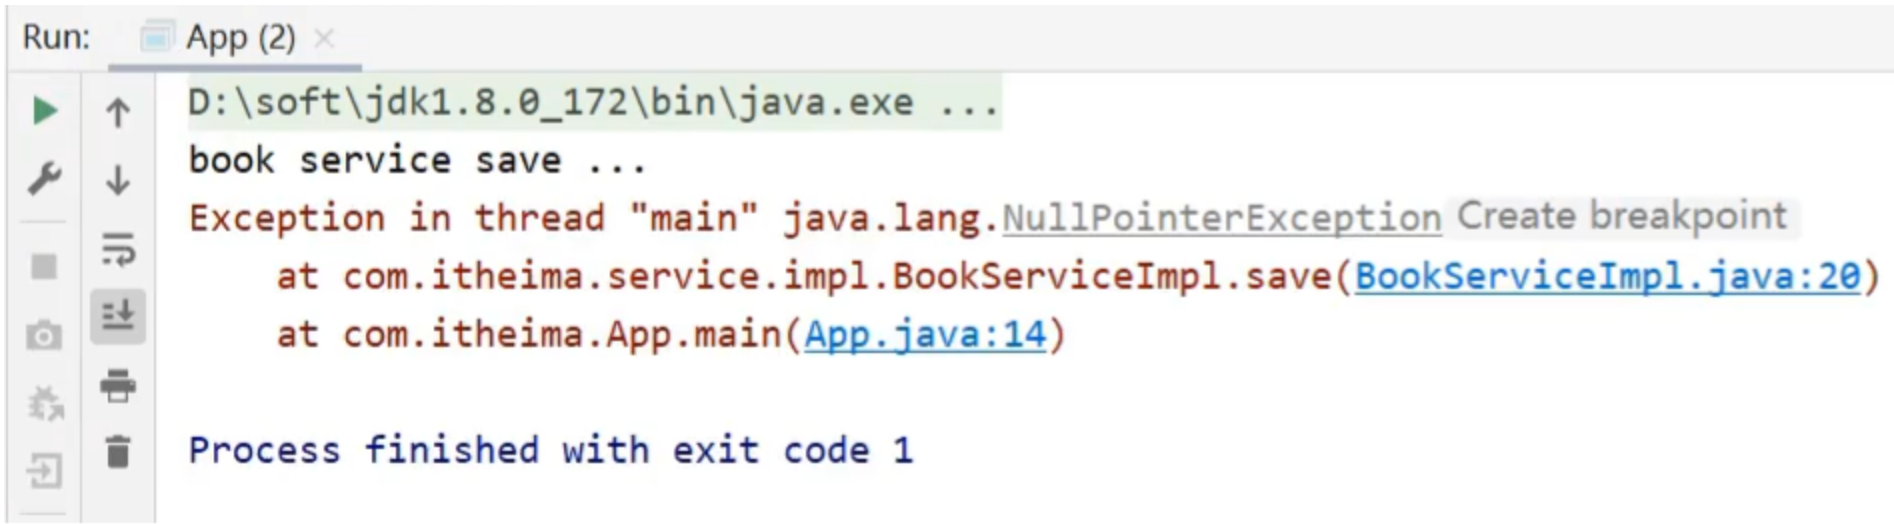 Run: App (2)
D:\soft\jdk1.8.0_172\bin\java.exe ...
book service save ...
Exception in thread "main" java.lang.NullPointerException Create breakpoint
at com.itheima.service.impl.BookServiceImpl.save(BookServiceImpl.java:20)
at com.itheima.App.main(App.java:14)
Process finished with exit code 1